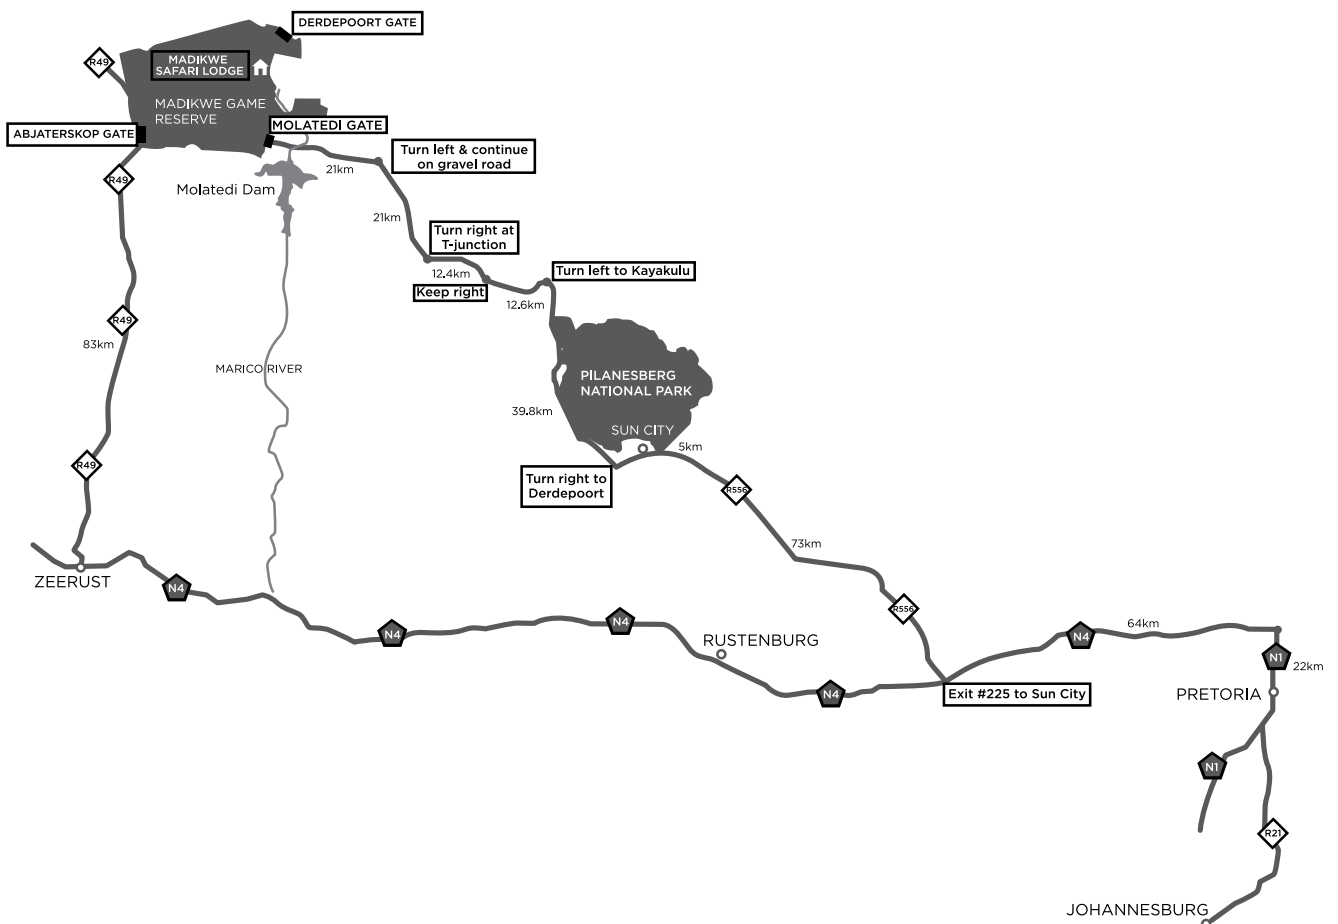 DERDEPOORT GATE
R49
MADIKWE
SAFARI LODGE
MADIKWE GAME
RESERVE
ABJATERSKOP GATE
MOLATEDI GATE
Turn left & continue
on gravel road
21km
R49
Molatedi Dam
21km
Turn right at
T-junction
12.4km
Turn left to Kayakulu
Keep right
12.6km
R49
83km
MARICO RIVER
PILANESBERG
NATIONAL PARK
39.8km
SUN CITY
5km
R49
Turn right to
Derdepoort
R556
73km
ZEERUST
N4
N4
N4
RUSTENBURG
R556
N4
64km
N1
22km
N4
Exit #225 to Sun City
PRETORIA
N1
R21
JOHANNESBURG